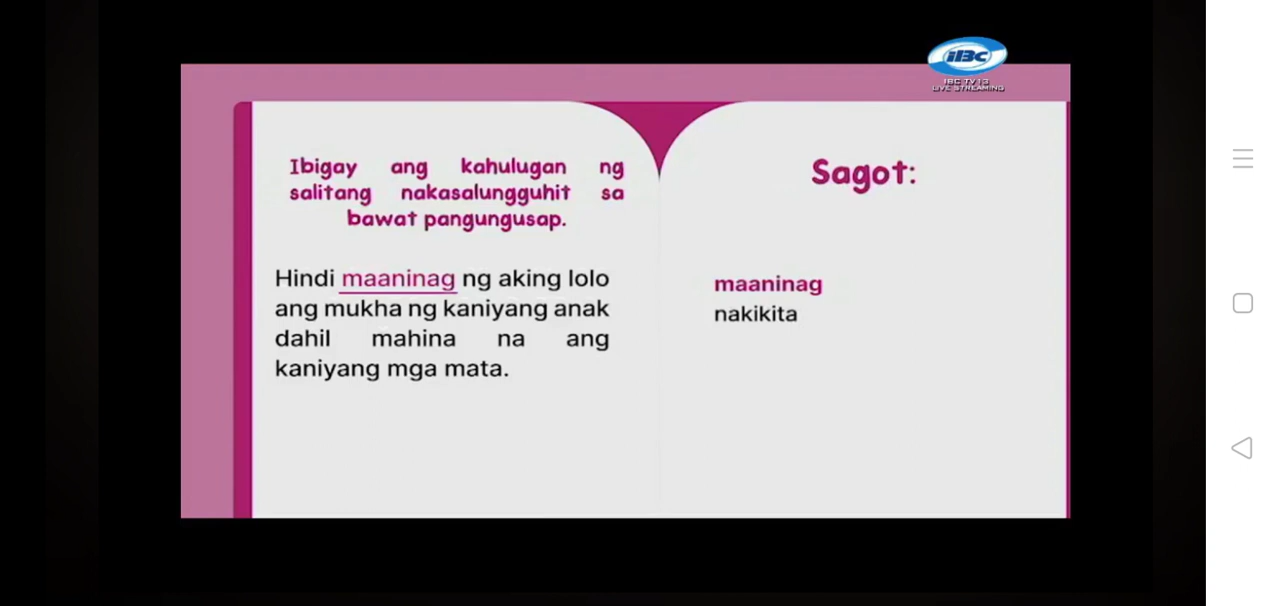 iBC
IBC TV13
LIVE STREAMING
Ibigay ang kahulugan ng
salitang nakasalungguhit sa
bawat pangungusap.
Hindi maaninag ng aking lolo
ang mukha ng kaniyang anak
dahil mahina na ang
kaniyang mga mata.
Sagot:
maaninag
nakikita